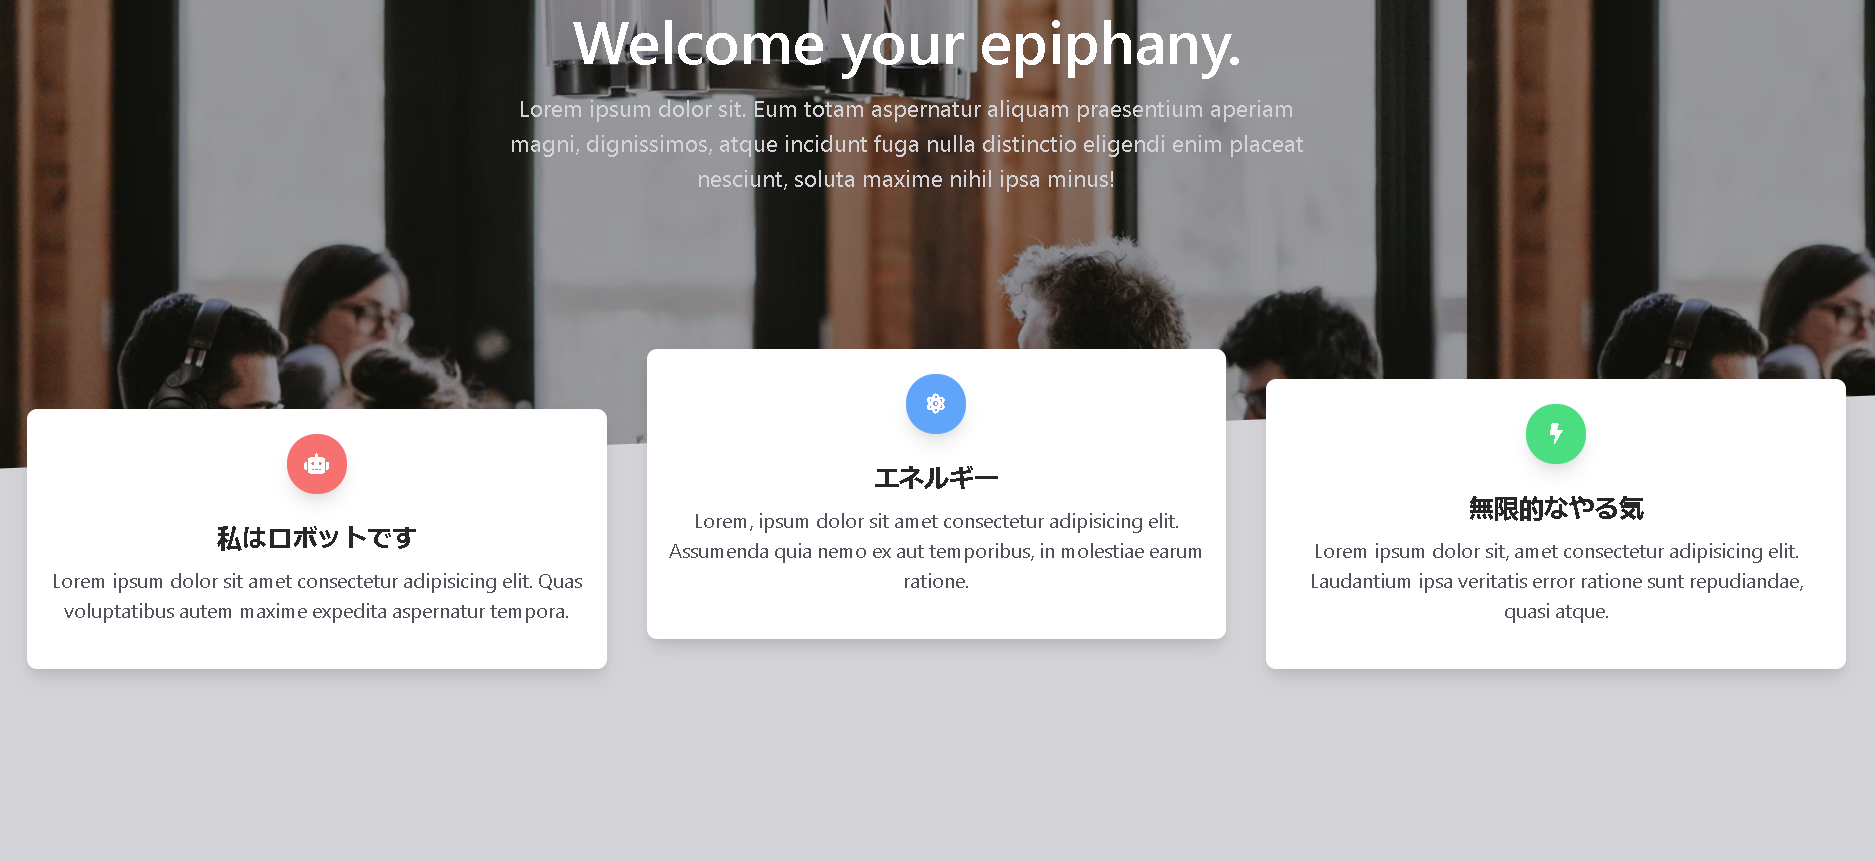 Welcome your epiphany.
Lorem ipsum dolor sit. Eum totam aspernatur aliquam praesentium aperiam
magni, dignissimos, atque incidunt fuga nulla distinctio eligendi enim placeat
nesciunt, soluta maxime nihil ipsa minus!
私はロボットです
Lorem ipsum dolor sit amet consectetur adipisicing elit. Quas
voluptatibus autem maxime expedita aspernatur tempora.
エネルギー
Lorem, ipsum dolor sit amet consectetur adipisicing elit.
Assumenda quia nemo ex aut temporibus, in molestiae earum
ratione.
無限的なやる気
Lorem ipsum dolor sit, amet consectetur adipisicing elit.
Laudantium ipsa veritatis error ratione sunt repudiandae,
quasi atque.